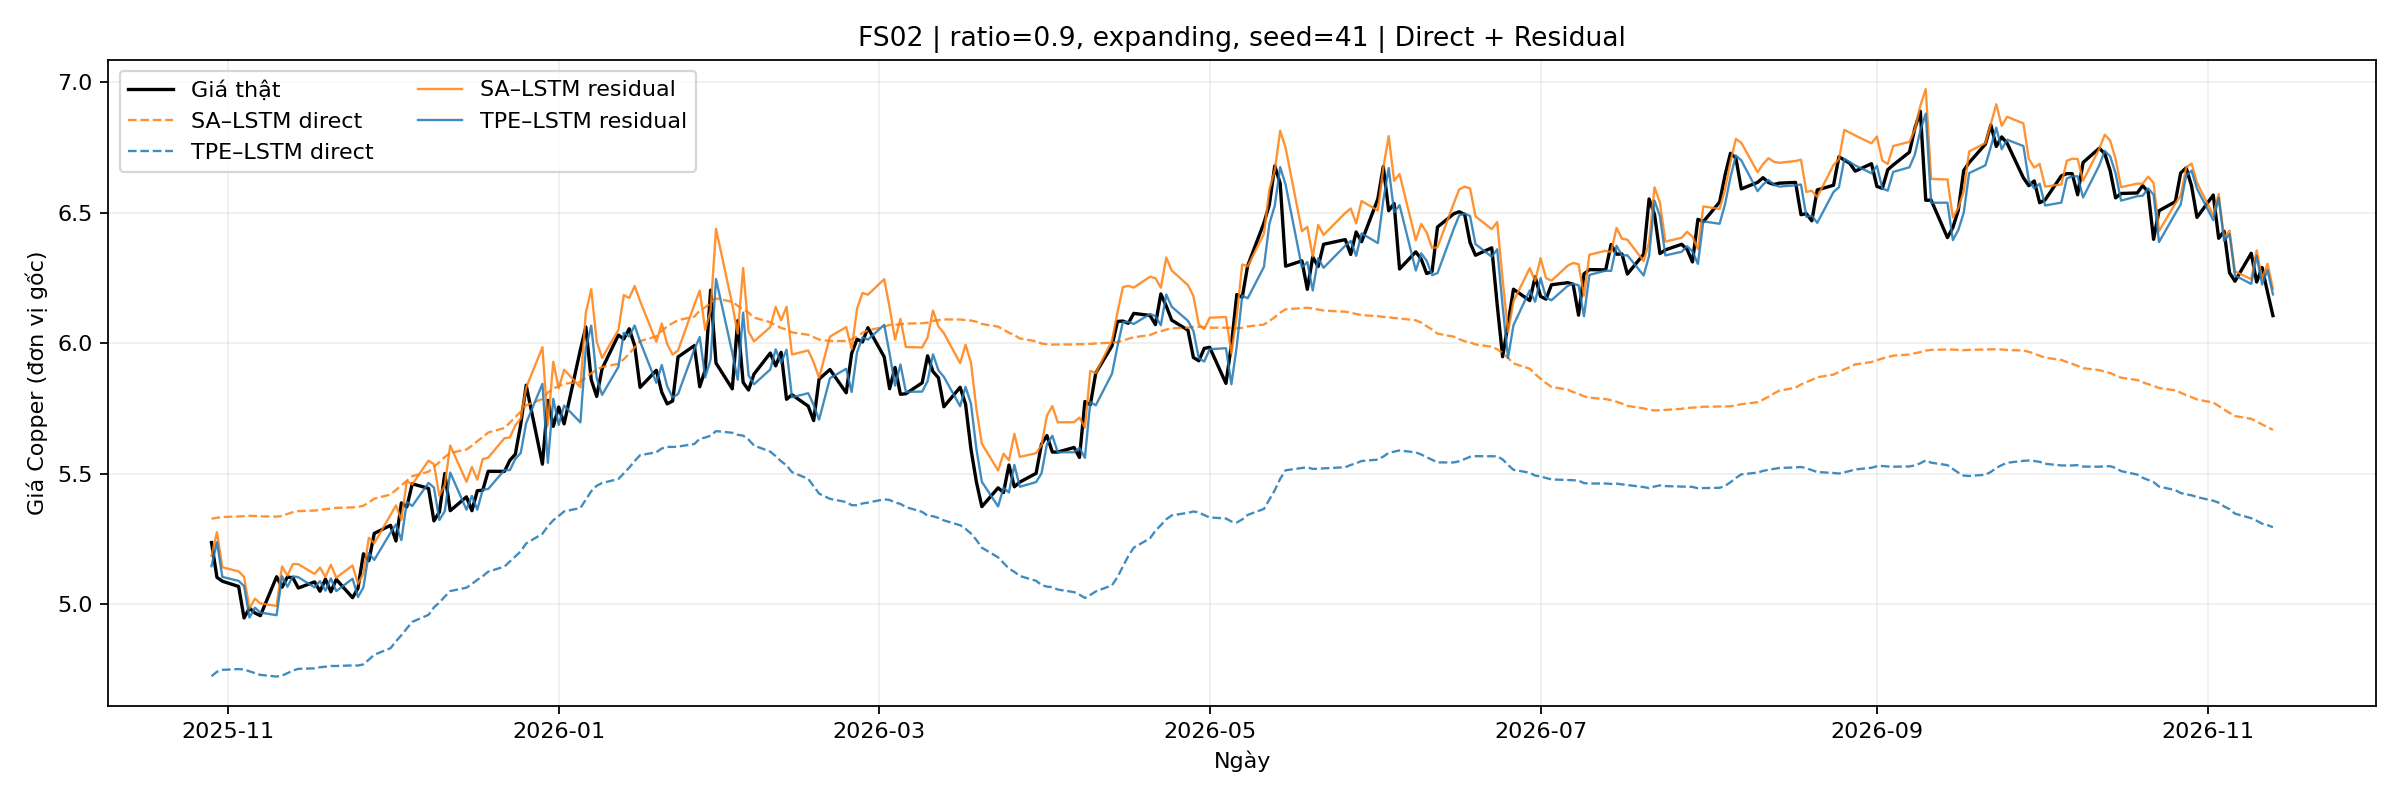 FS02 | ratio=0.9, expanding, seed=41 | Direct + Residual
Giá thật
SA–LSTM direct
TPE–LSTM direct
SA–LSTM residual
TPE–LSTM residual
Giá Copper (đơn vị gốc)
7.0
6.5
6.0
5.5
5.0
2025-11
2026-01
2026-03
2026-05
2026-07
2026-09
2026-11
Ngày